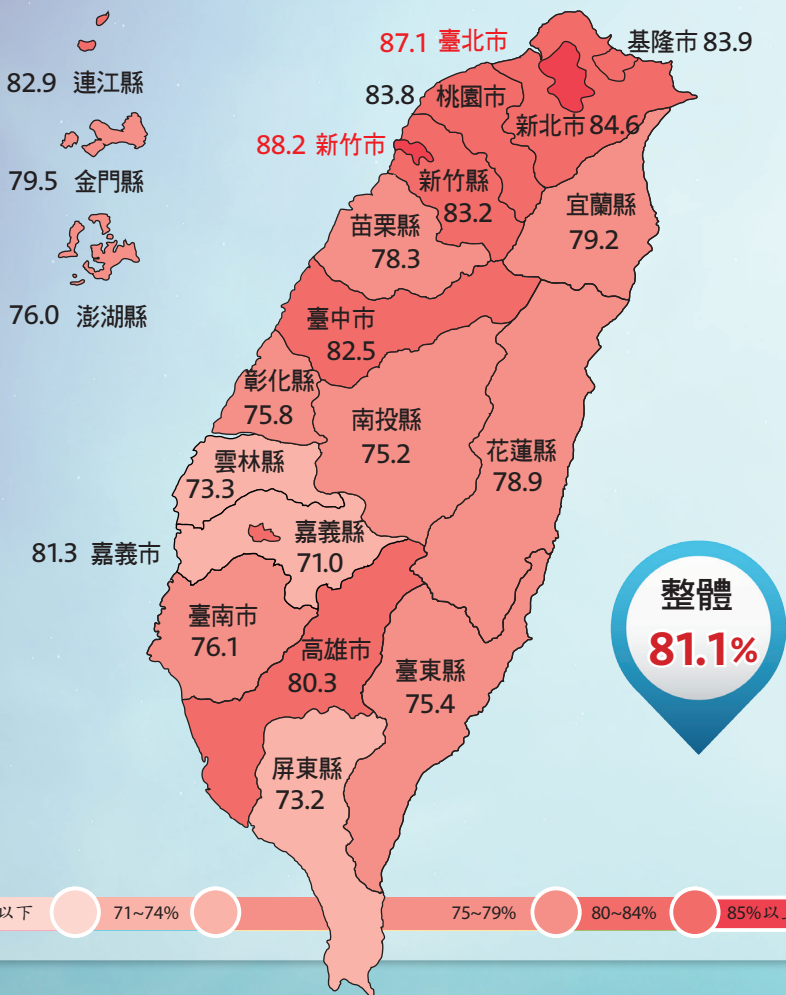 87.1 臺北市
基隆市 83.9
82.9 連江縣
83.8 桃園市
新北市 84.6
88.2 新竹市
79.5 金門縣
新竹縣
83.2
宜蘭縣
79.2
苗栗縣
78.3
76.0 澎湖縣
臺中市
82.5
彰化縣
75.8
南投縣
75.2
花蓮縣
78.9
雲林縣
73.3
81.3 嘉義市
嘉義縣
71.0
整體
81.1%
臺南市
76.1
高雄市
80.3
臺東縣
75.4
屏東縣
73.2
以下
71~74%
75~79%
80~84%
85%以